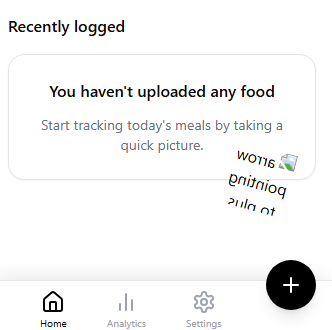 Recently logged
You haven't uploaded any food
Start tracking today's meals by taking a
quick picture.
arrow
pointing
to plus
Home
Analytics
Settings